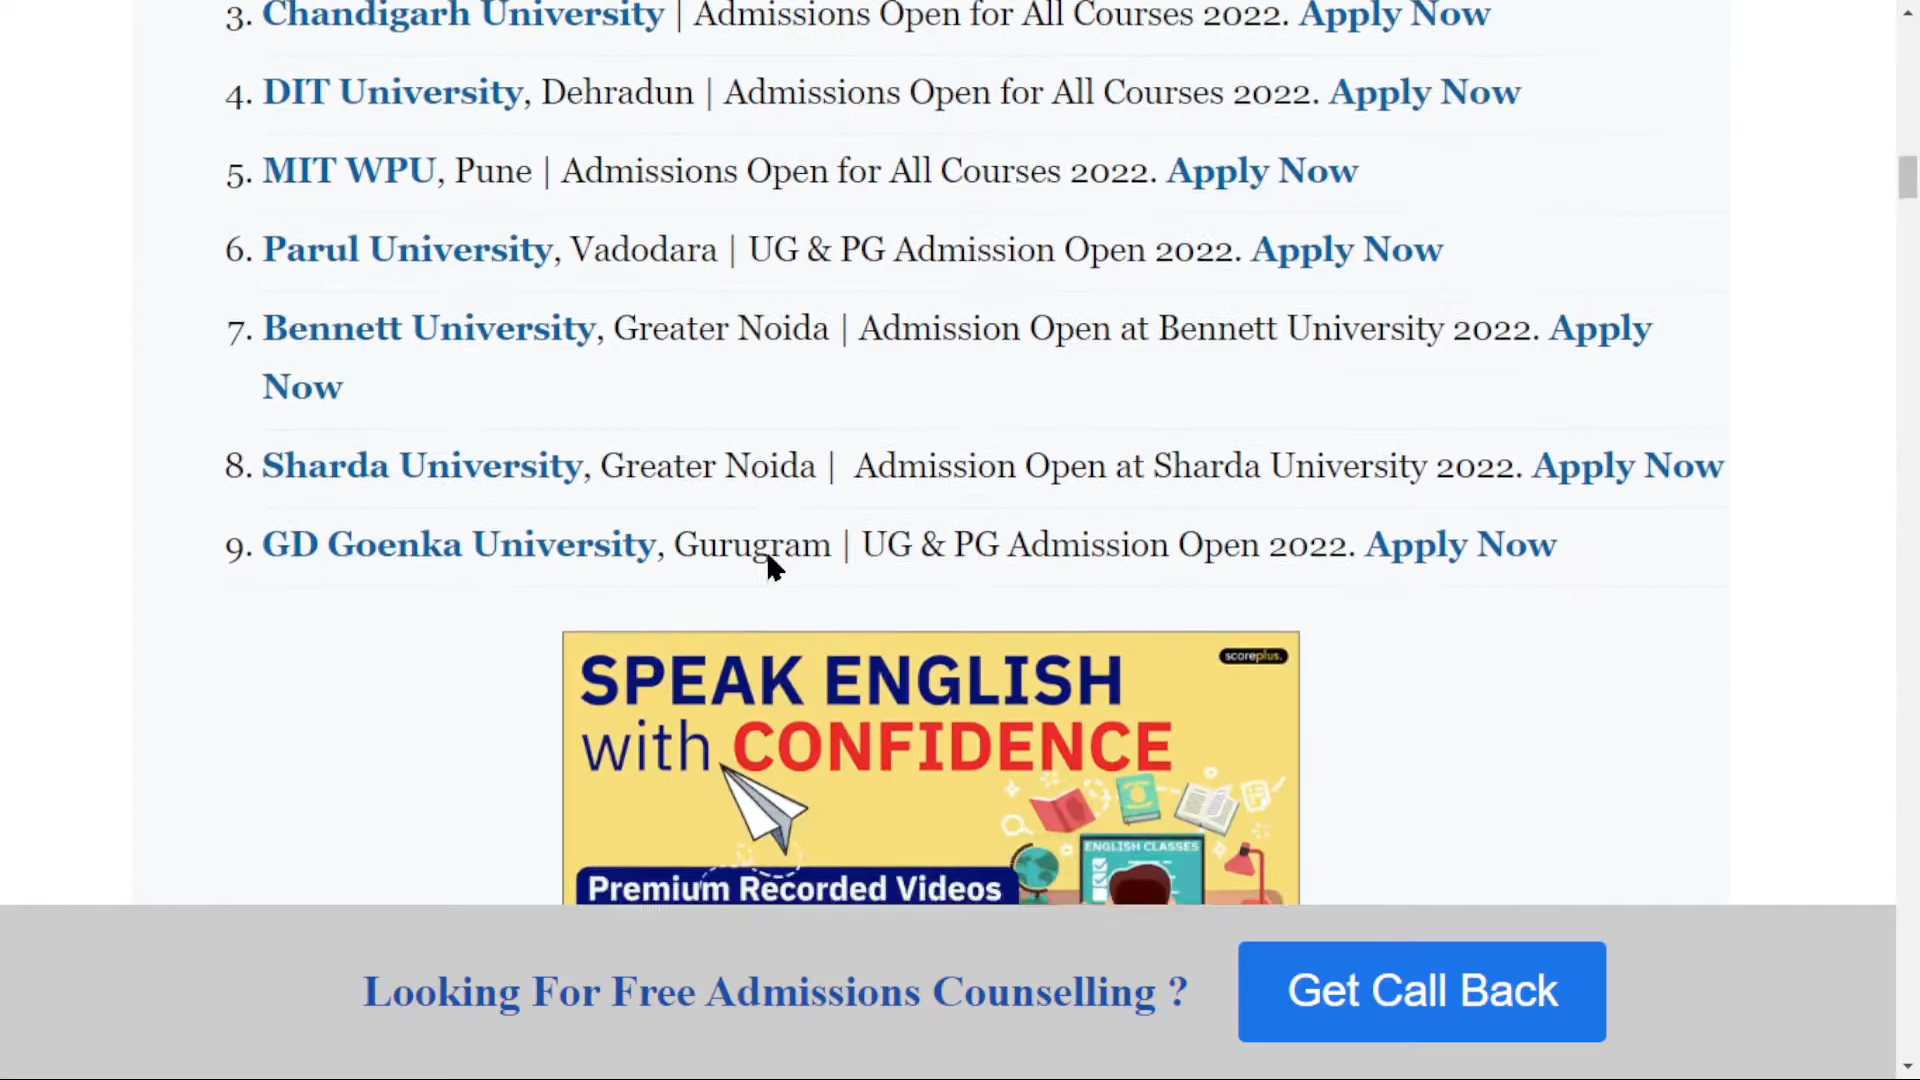 3. Chandigarh University | Admissions Open for All Courses 2022. Apply Now
4. DIT University, Dehradun | Admissions Open for All Courses 2022. Apply Now
5. MIT WPU, Pune | Admissions Open for All Courses 2022. Apply Now
6. Parul University, Vadodara | UG & PG Admission Open 2022. Apply Now
7. Bennett University, Greater Noida | Admission Open at Bennett University 2022. Apply
Now
8. Sharda University, Greater Noida | Admission Open at Sharda University 2022. Apply Now
9. GD Goenka University, Gurugram | UG & PG Admission Open 2022. Apply Now
scoreplus.
SPEAK ENGLISH
with CONFIDENCE
ENGLISH CLASSES
Premium Recorded Videos
Looking For Free Admissions Counselling ?
Get Call Back